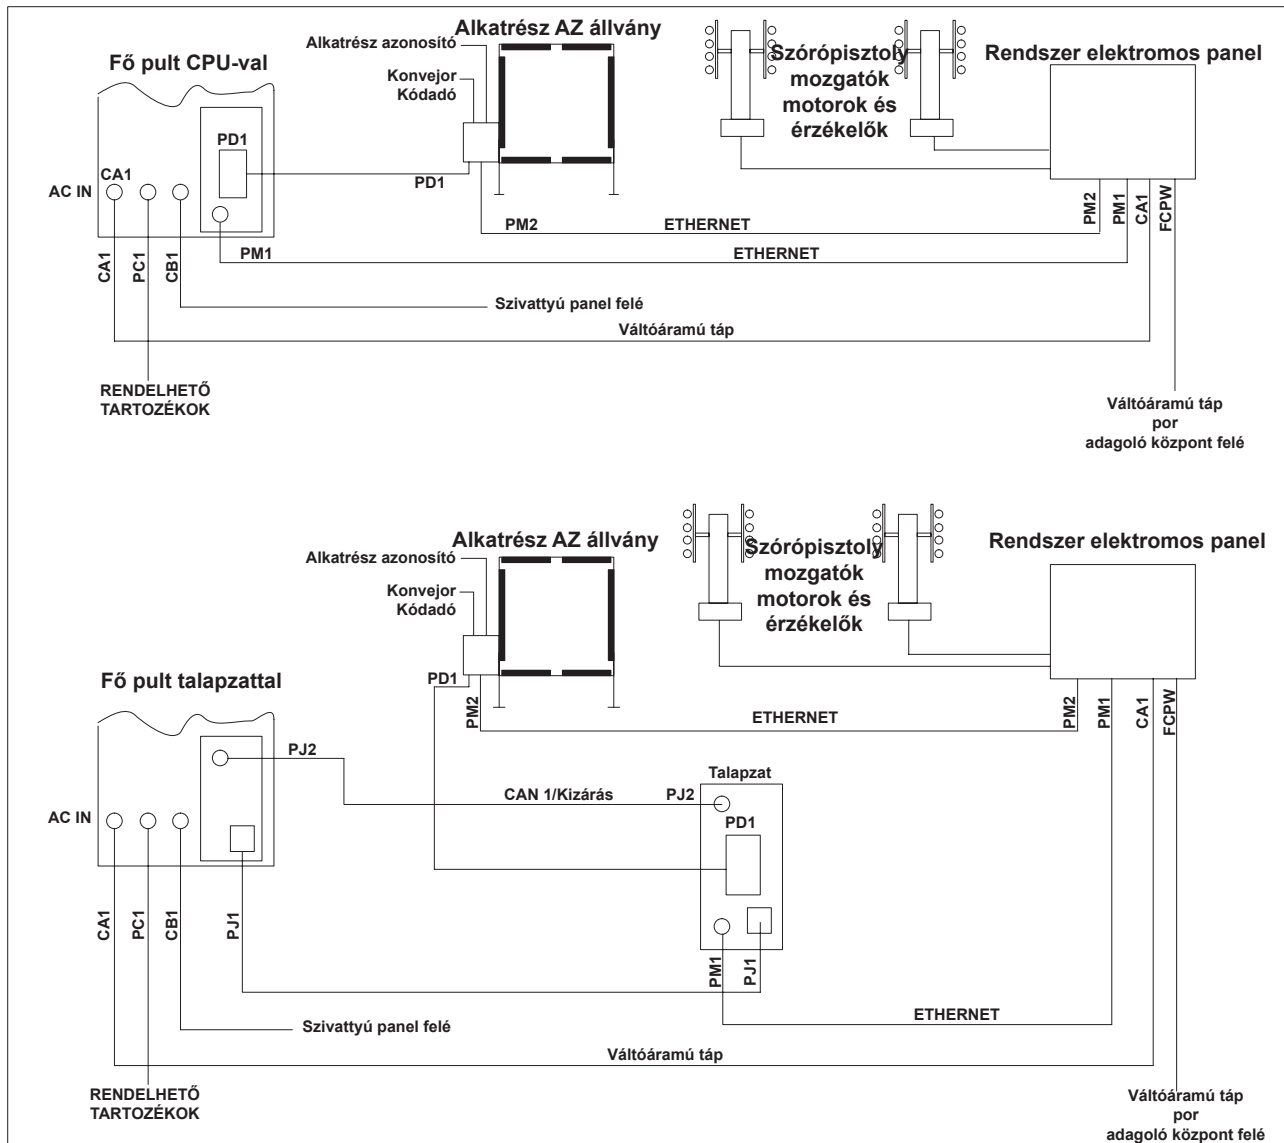 Alkatrész AZ állvány
Alkatrész azonosító
Konvejor
Kódadó
Fő pult CPU-val
Szórópisztoly
mozgatók
motorok és
érzékelők
Rendszer elektromos panel
PD1
CA1
AC IN
PD1
PM2
ETHERNET
PM1
ETHERNET
PM2
PM1
CA1
FCPW
CA1
PC1
CB1
Szivattyú panel felé
Váltóáramú táp
RENDELHETŐ
TARTOZÉKOK
Váltóáramú táp
por
adagoló központ felé
Alkatrész AZ állvány
Alkatrész azonosító
Konvejor
Kódadó
Szórópisztoly
mozgatók
motorok és
érzékelők
Rendszer elektromos panel
Fő pult talapzattal
PD1
PM2
ETHERNET
PM2
PM1
CA1
FCPW
PJ2
Talapzat
CAN 1/Kizárás
PJ2
AC IN
PD1
CA1
PC1
CB1
PJ1
PM1
PJ1
ETHERNET
Szivattyú panel felé
Váltóáramú táp
RENDELHETŐ
TARTOZÉKOK
Váltóáramú táp
por
adagoló központ felé